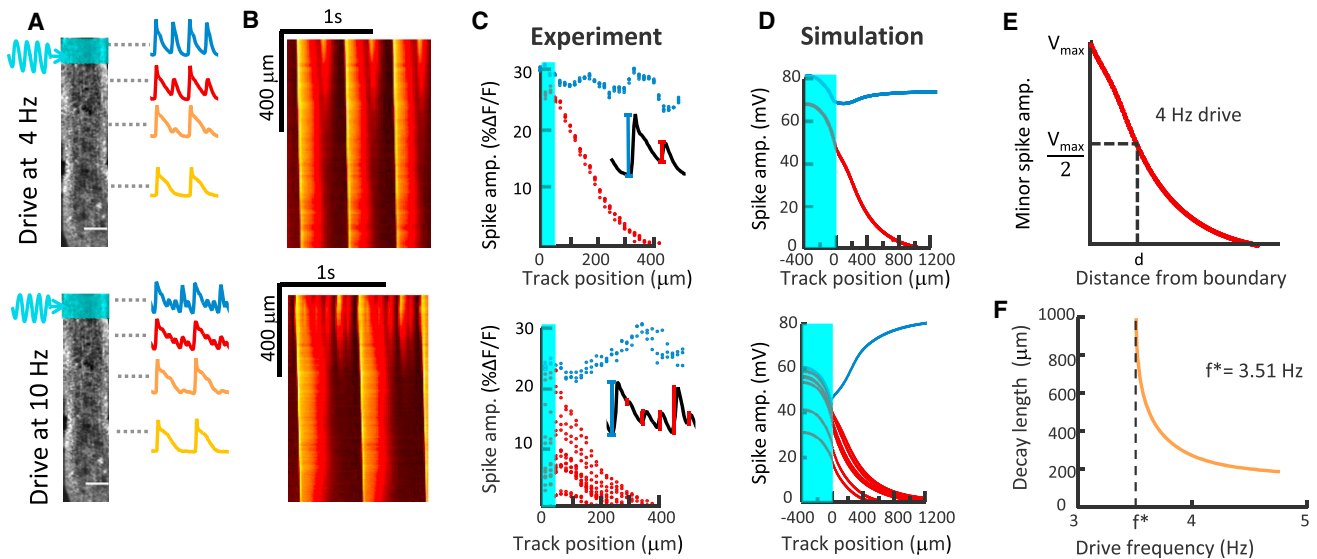 A
Drive at 4 Hz
Drive at 10 Hz
B
1s
400 μm
1s
400 μm
C
Experiment
Spike amp. (%ΔF/F)
30
20
10
0
200
400
Track position (μm)
Spike amp. (%ΔF/F)
30
20
10
0
200
400
Track position (μm)
D
Simulation
Spike amp. (mV)
80
60
40
20
0
-400
0
400
800
1200
Track position (μm)
Spike amp. (mV)
80
60
40
20
0
-400
0
400
800
1200
Track position (μm)
E
Minor spike amp.
Vmax
Vmax
2
4 Hz drive
d
Distance from boundary
F
Decay length (μm)
1000
800
600
400
200
0
f*= 3.51 Hz
3
f*
4
5
Drive frequency (Hz)